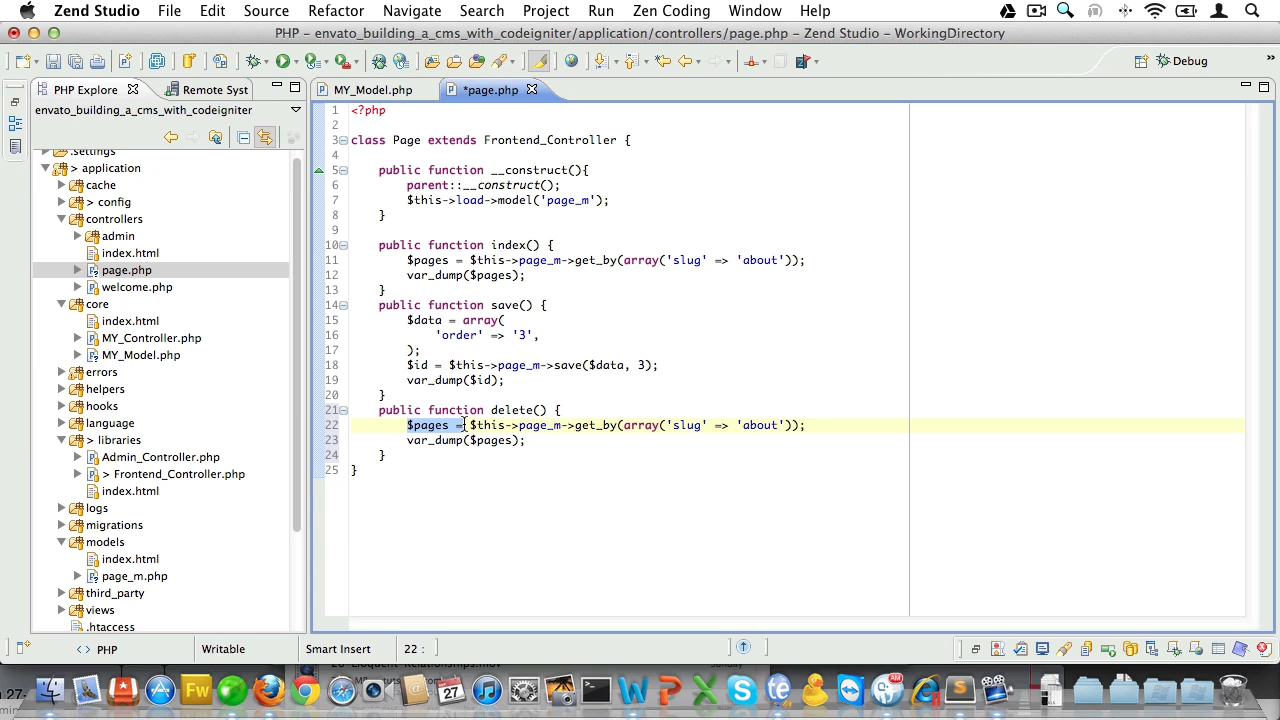 Zend Studio File Edit Source Refactor Navigate Search Project Run Zen Coding Window Help
PHP - envato_building_a_cms_with_codeigniter/application/controllers/page.php - Zend Studio - WorkingDirectory
Debug
PHP Explore
Remote Syst
MY_Model.php
*page.php
envato_building_a_cms_with_codeigniter
.settings
> application
cache
> config
controllers
admin
index.html
page.php
welcome.php
core
index.html
MY_Controller.php
MY_Model.php
errors
helpers
hooks
language
> libraries
Admin_Controller.php
> Frontend_Controller.php
index.html
logs
migrations
models
index.html
page_m.php
third_party
views
.htaccess
1 <?php
2
3 class Page extends Frontend_Controller {
4
5 public function __construct(){
6 parent::__construct();
7 $this->load->model('page_m');
8 }
9
10 public function index() {
11 $pages = $this->page_m->get_by(array('slug' => 'about'));
12 var_dump($pages);
13 }
14 public function save() {
15 $data = array(
16 'order' => '3',
17 );
18 $id = $this->page_m->save($data, 3);
19 var_dump($id);
20 }
21 public function delete() {
22 $pages = $this->page_m->get_by(array('slug' => 'about'));
23 var_dump($pages);
24 }
25 }
<> PHP
Writable
Smart Insert
22 :